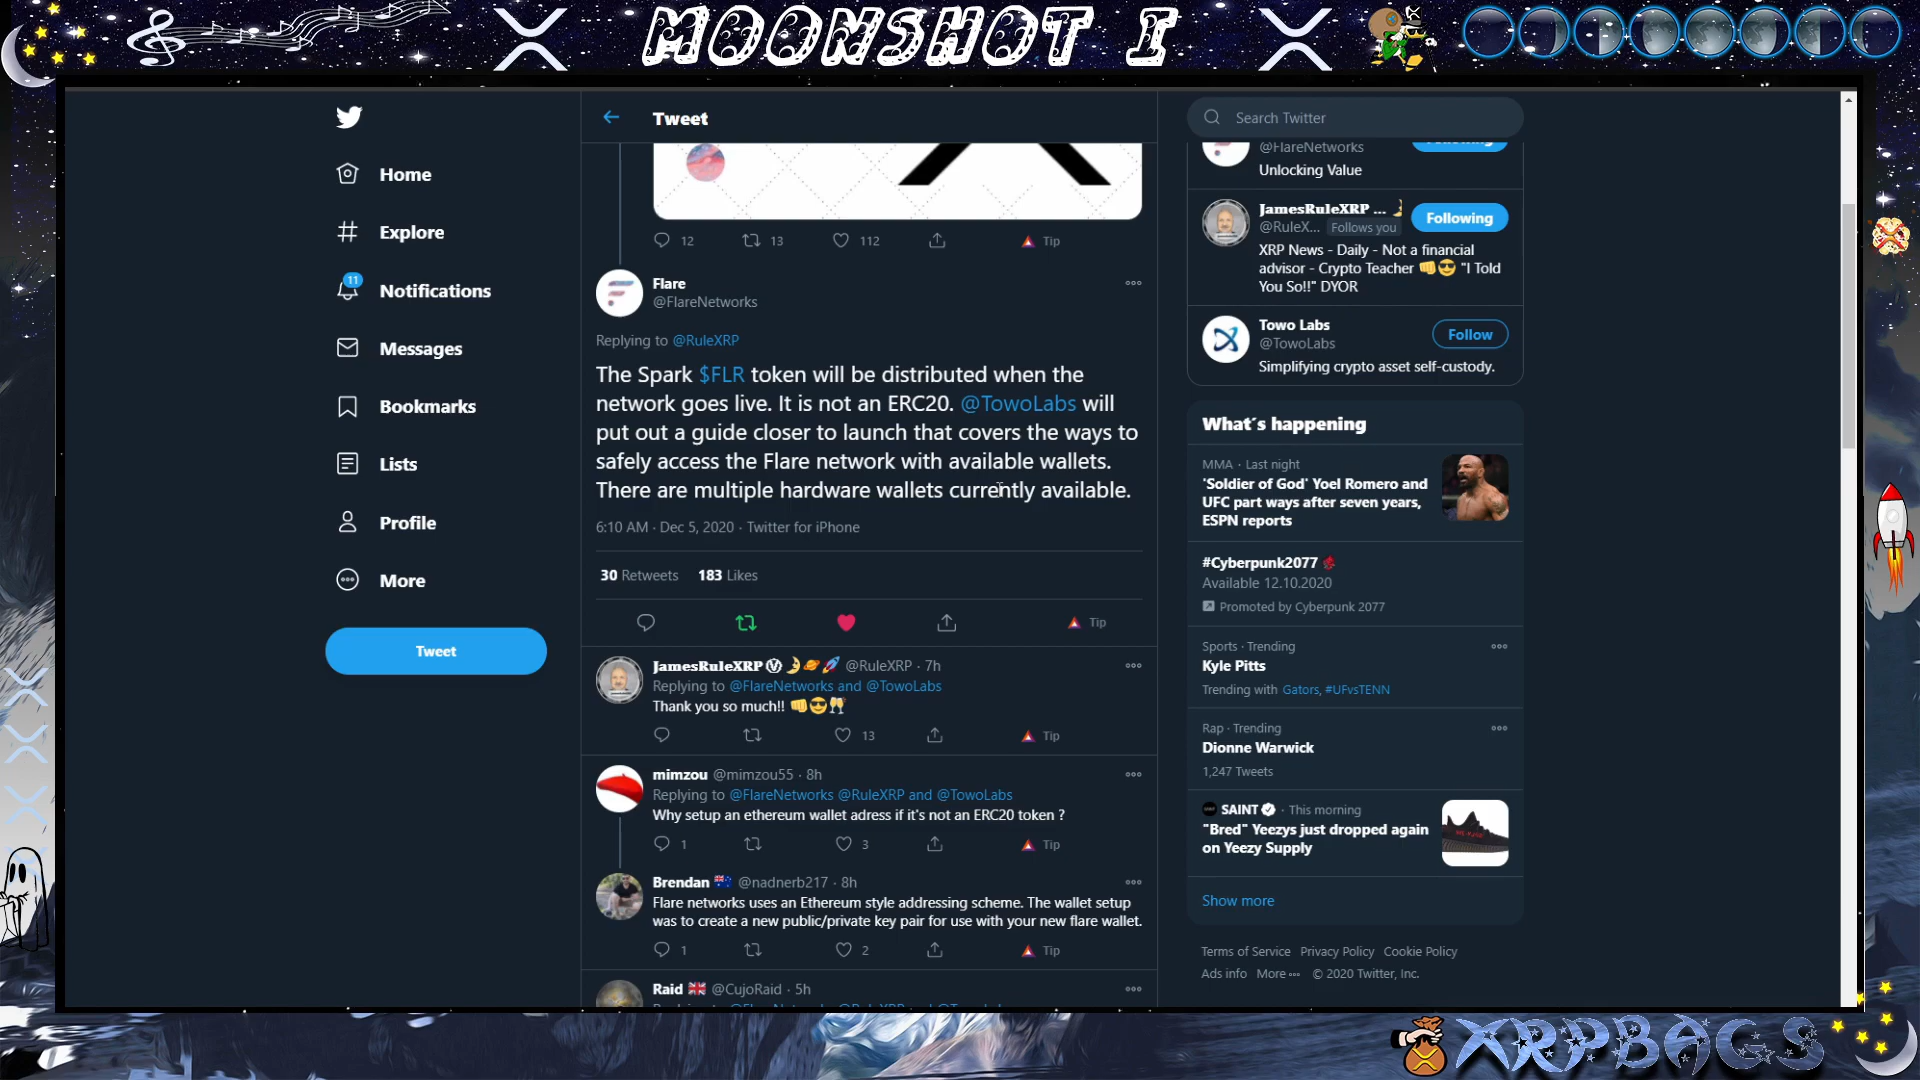 MOONSHOT I
Home
Explore
11
Notifications
Messages
Bookmarks
Lists
Profile
More
Tweet
Tweet
12 13 112 Tip
Flare
@FlareNetworks
Replying to @RuleXRP
The Spark $FLR token will be distributed when the
network goes live. It is not an ERC20. @TowoLabs will
put out a guide closer to launch that covers the ways to
safely access the Flare network with available wallets.
There are multiple hardware wallets currently available.
6:10 AM · Dec 5, 2020 · Twitter for iPhone
30 Retweets 183 Likes
Tip
JamesRuleXRP @RuleXRP · 7h
Replying to @FlareNetworks and @TowoLabs
Thank you so much!!
13 Tip
mimzou @mimzou55 · 8h
Replying to @FlareNetworks @RuleXRP and @TowoLabs
Why setup an ethereum wallet adress if it's not an ERC20 token ?
1 3 Tip
Brendan @nadnerb217 · 8h
Flare networks uses an Ethereum style addressing scheme. The wallet setup
was to create a new public/private key pair for use with your new flare wallet.
1 2 Tip
Raid @CujoRaid · 5h
Search Twitter
@FlareNetworks
Following
Unlocking Value
JamesRuleXRP ...
@RuleX... Follows you
Following
XRP News - Daily - Not a financial
advisor - Crypto Teacher "I Told
You So!!" DYOR
Towo Labs
@TowoLabs
Follow
Simplifying crypto asset self-custody.
What's happening
MMA · Last night
'Soldier of God' Yoel Romero and
UFC part ways after seven years,
ESPN reports
#Cyberpunk2077
Available 12.10.2020
Promoted by Cyberpunk 2077
Sports · Trending
Kyle Pitts
Trending with Gators, #UFvsTENN
Rap · Trending
Dionne Warwick
1,247 Tweets
SAINT · This morning
"Bred" Yeezys just dropped again
on Yeezy Supply
Show more
Terms of Service Privacy Policy Cookie Policy
Ads info More © 2020 Twitter, Inc.
XRPBAGS